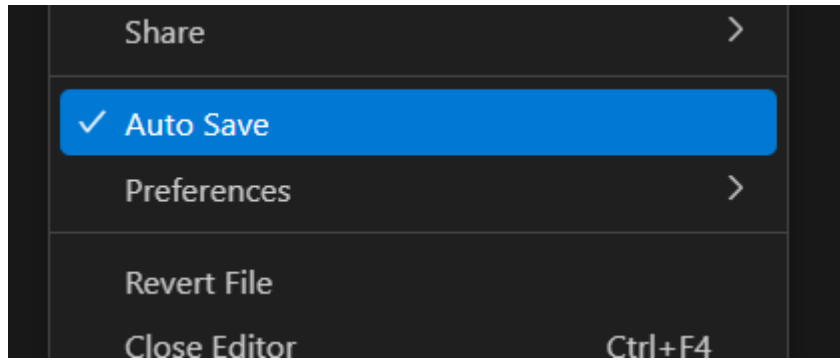 Share
Auto Save
Preferences
Revert File
Close Editor Ctrl+F4